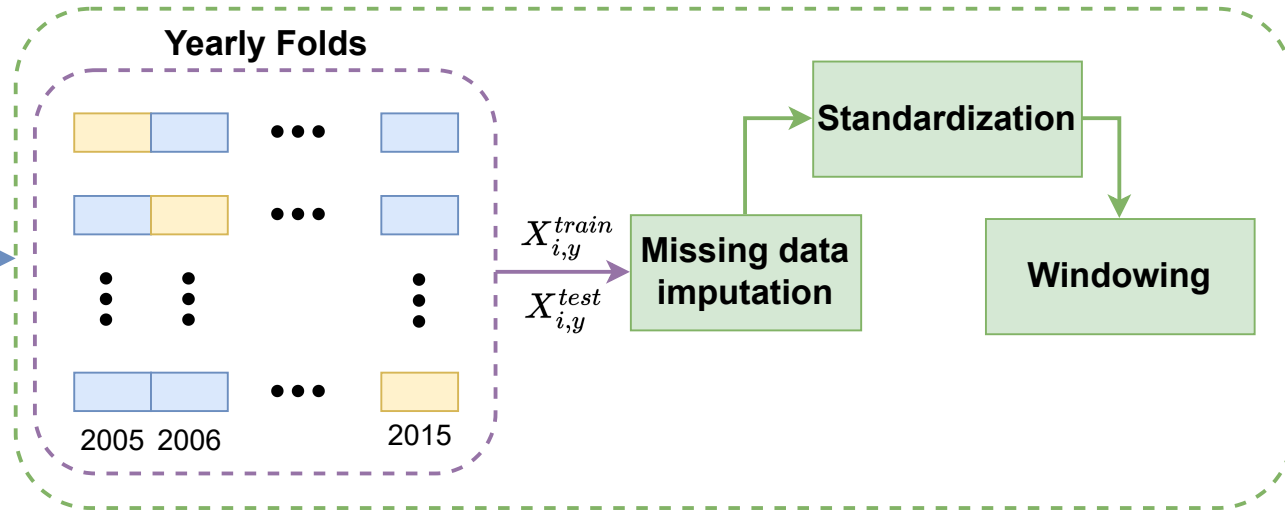 Yearly Folds
2005 2006 2015
$X_{i,y}^{train}$
$X_{i,y}^{test}$
Missing data
imputation
Standardization
Windowing